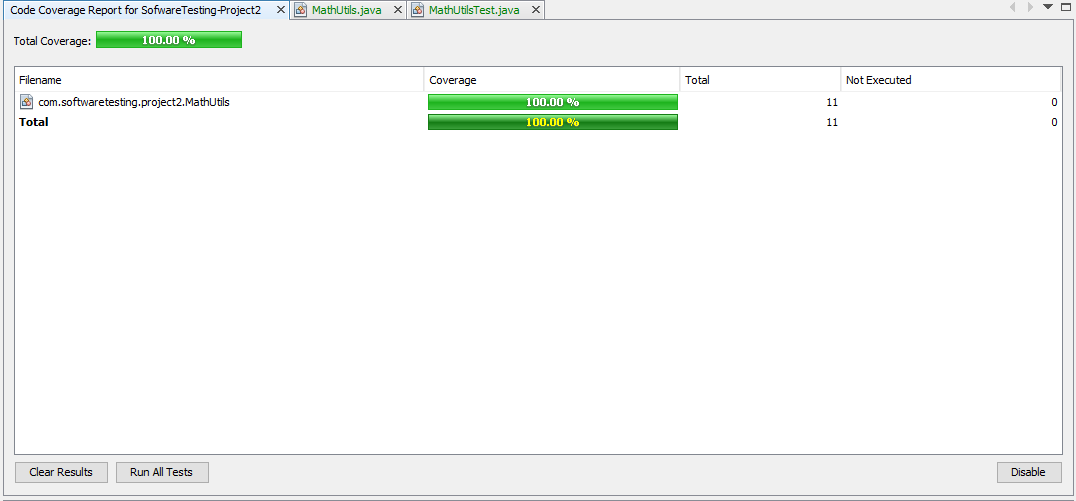 Code Coverage Report for SofwareTesting-Project2 MathUtils.java MathUtilsTest.java
Total Coverage: 100.00 %
Filename Coverage Total Not Executed
com.softwaretesting.project2.MathUtils 100.00 % 11 0
Total 100.00 % 11 0
Clear Results Run All Tests Disable